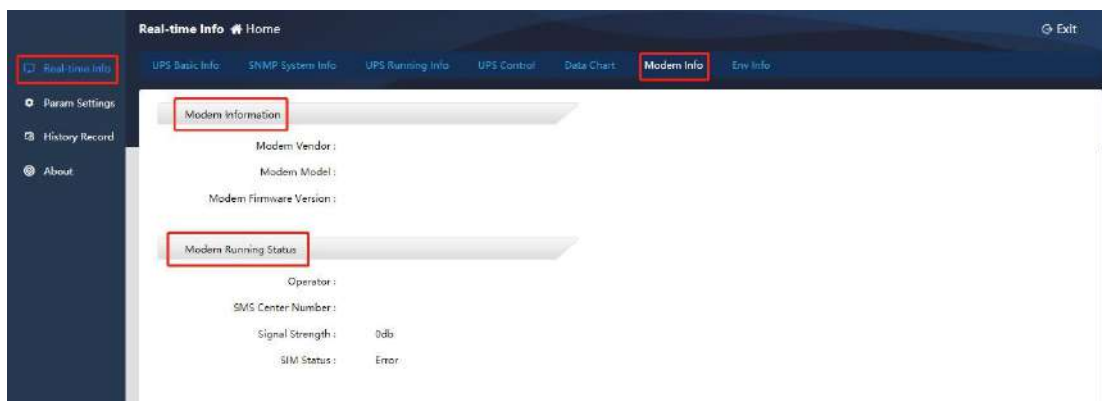 Real-time Info Home Exit
Real-time Info
UPS Basic Info SNMP System Info UPS Running Info UPS Control Data Chart Modem Info Env Info
Param Settings
History Record
About
Modem Information
Modem Vendor :
Modem Model :
Modem Firmware Version :
Modem Running Status
Operator :
SMS Center Number :
Signal Strength : 0db
SIM Status : Error